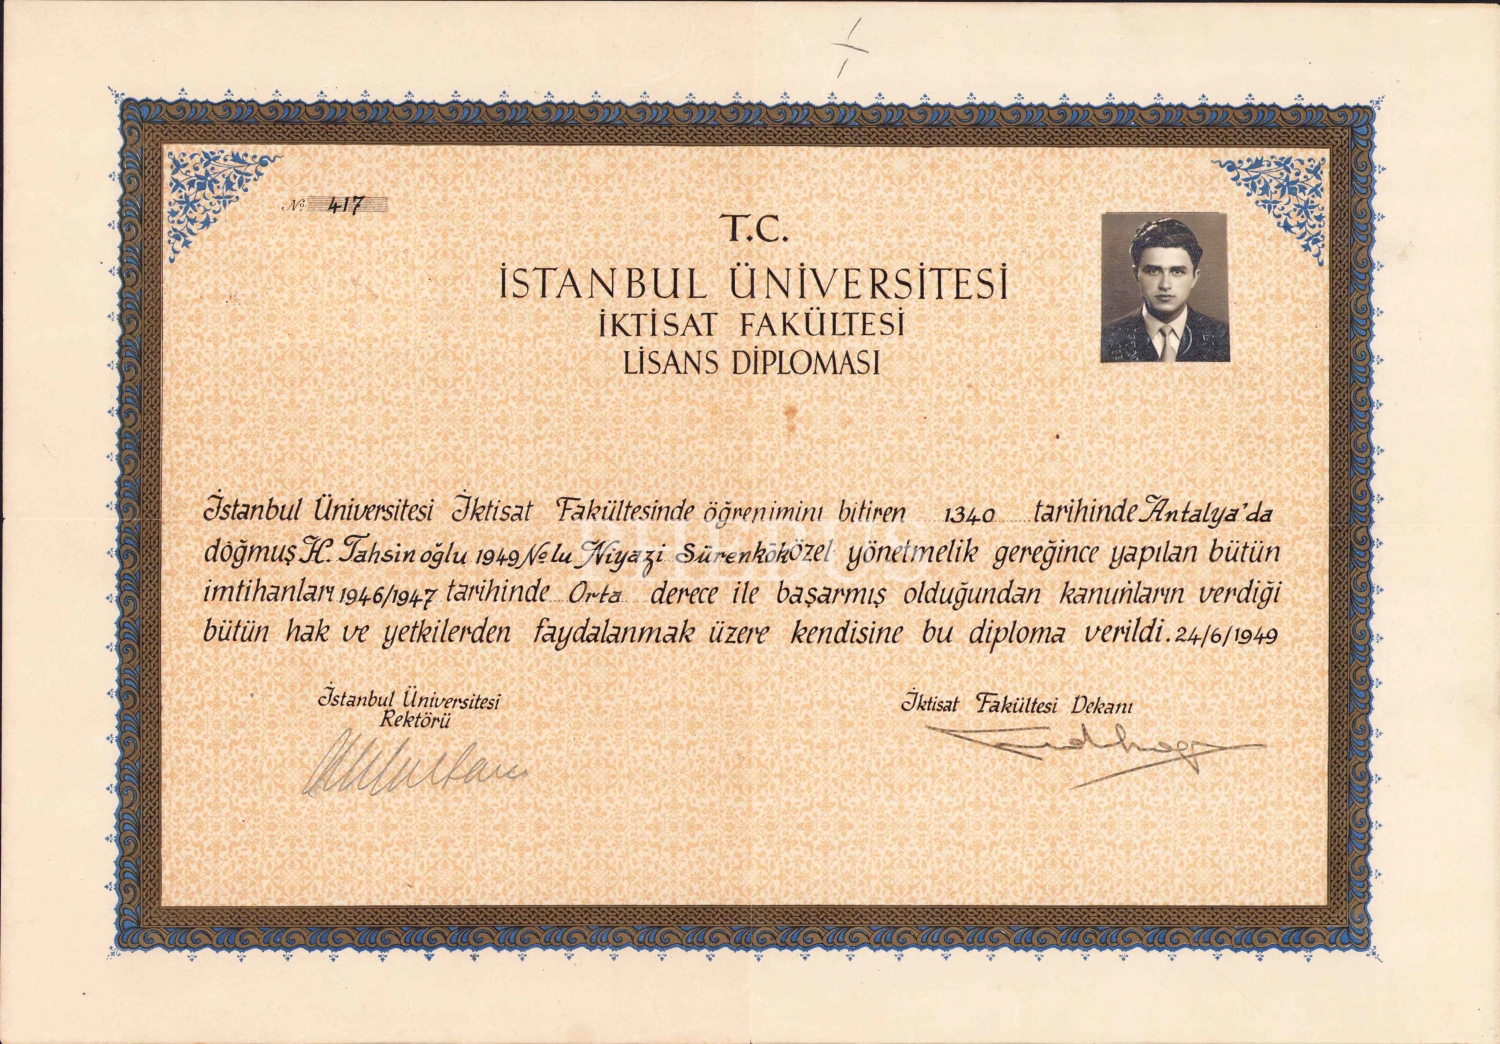 No 417
T.C.
İSTANBUL ÜNİVERSİTESİ
İKTİSAT FAKÜLTESİ
LİSANS DİPLOMASI
İstanbul Üniversitesi İktisat Fakültesinde öğrenimini bitiren 1340 tarihinde Antalya'da
doğmuş H. Tahsin oğlu 1949 No lu Niyazi Sürenkök özel yönetmelik gereğince yapılan bütün
imtihanları 1946/1947 tarihinde Orta derece ile başarmış olduğundan kanunların verdiği
bütün hak ve yetkilerden faydalanmak üzere kendisine bu diploma verildi. 24/6/1949
İstanbul Üniversitesi
Rektörü
İktisat Fakültesi Dekanı